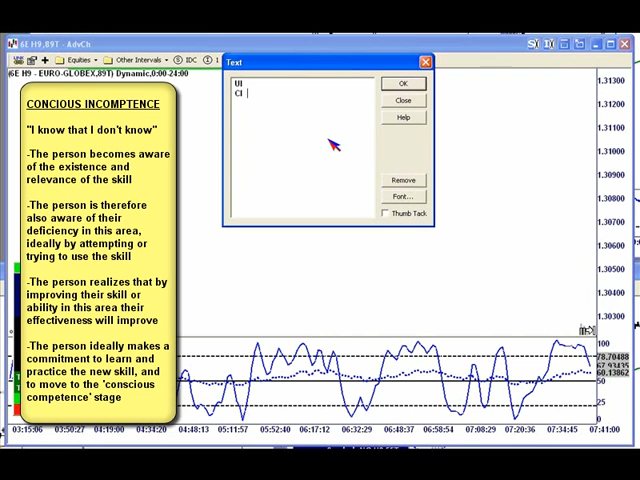 6E H9,89T - AdvCh
Equities
Other Intervals
IDC
(6E H9 - EURO-GLOBEX,89T) Dynamic,0:00-24:00
Text
UI
CI
OK
Close
Help
Remove
Font...
Thumb Tack
CONCIOUS INCOMPTENCE
"I know that I don't know"
-The person becomes aware
of the existence and
relevance of the skill
-The person is therefore
also aware of their
deficiency in this area,
ideally by attempting or
trying to use the skill
-The person realizes that by
improving their skill or
ability in this area their
effectiveness will improve
-The person ideally makes a
commitment to learn and
practice the new skill, and
to move to the 'conscious
competence' stage
1.31300
1.31200
1.31100
1.31000
1.30900
1.30800
1.30700
1.30600
1.30500
1.30400
1.30300
100
78.70488
67.93435
60.13862
50
0
03:15:06 03:50:27 04:19:00 04:34:00 04:48:13 05:11:57 05:52:40 06:17:12 06:32:29 06:54:58 07:08:29 07:20:36 07:34:45 07:41:00